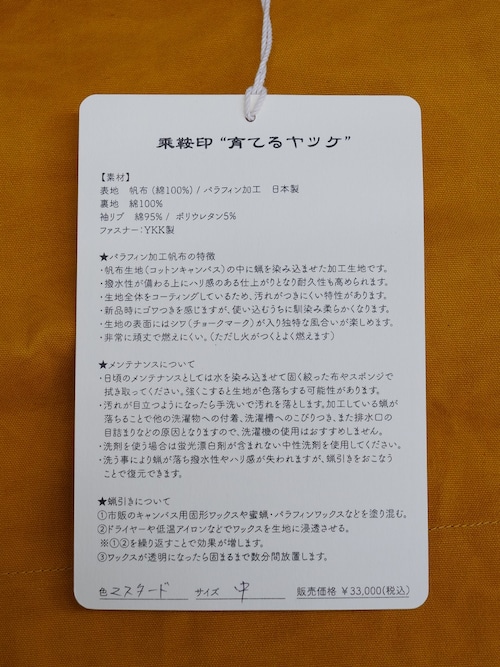 乘鞍印 “育てるヤッケ”
【素材】
表地　帆布 (綿100%) / パラフィン加工　日本製
裏地　綿100%
袖リブ　綿95% / ポリウレタン5%
ファスナー：YKK製
★パラフィン加工帆布の特徴
・帆布生地（コットンキャンバス）の中に蝋を染み込ませた加工生地です。
・撥水性が備わる上にハリ感のある仕上がりとなり耐久性も高められます。
・生地全体をコーティングしているため、汚れがつきにくい特性があります。
・新品時にゴワつきを感じますが、使い込むうちに馴染み柔らかくなります。
・生地の表面にはシワ（チョークマーク）が入り独特な風合いが楽しめます。
・非常に頑丈で燃えにくい。（ただし火がつくとよく燃えます）
★メンテナンスについて
・日頃のメンテナンスとしては水を染み込ませて固く絞った布やスポンジで
拭き取ってください。強くこすると生地が色落ちする可能性があります。
・汚れが目立つようになったら手洗いで汚れを落とします。加工している蝋が
落ちることで他の洗濯物への付着、洗濯槽へのこびりつき、また排水口の
目詰まりなどの原因となりますので、洗濯機の使用はおすすめしません。
・洗剤を使う場合は蛍光漂白剤が含まれない中性洗剤を使用してください。
・洗う事により蝋が落ち撥水性やハリ感が失われますが、蝋引きをおこなう
ことで復元できます。
★蝋引きについて
①市販のキャンバス用固形ワックスや蜜蝋・パラフィンワックスなどを塗り込む。
②ドライヤーや低温アイロンなどでワックスを生地に浸透させる。
※①②を繰り返すことで効果が増します。
③ワックスが透明になったら固まるまで数分間放置します。
色 マスタード　サイズ 中　販売価格 ¥33,000(税込)